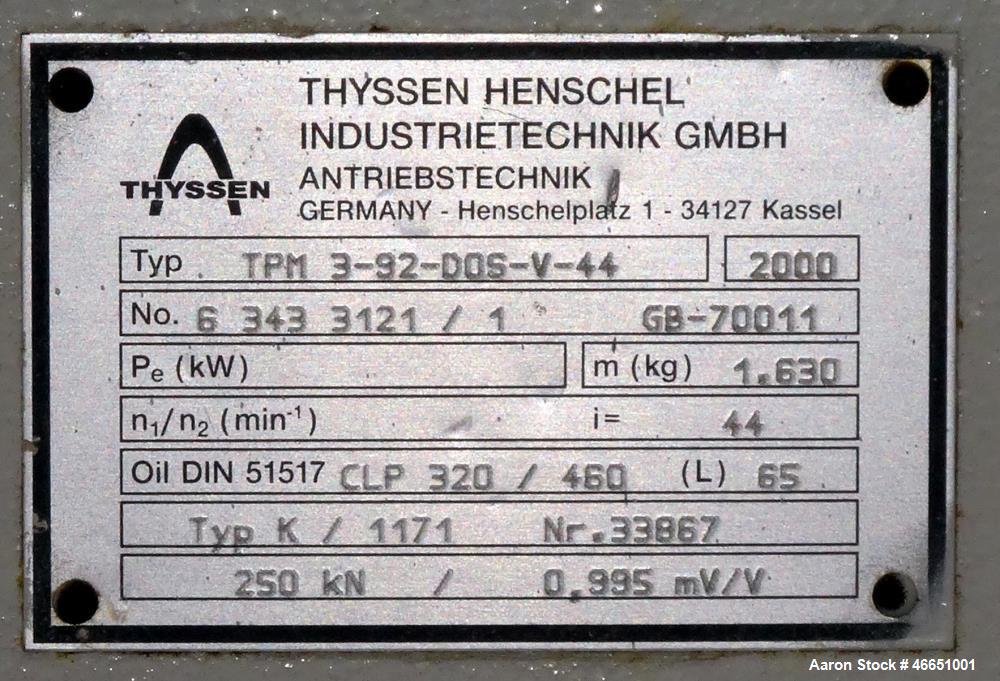 THYSSEN HENSCHEL
INDUSTRIETECHNIK GMBH
THYSSEN
ANTRIEBSTECHNIK
GERMANY - Henschelplatz 1 - 34127 Kassel
Typ TPM 3-92-DOS-V-44 2000
No. 6 343 3121 / 1 GB-70011
Pe (kW) m (kg) 1.630
n1/n2 (min-1) i= 44
Oil DIN 51517 CLP 320 / 460 (L) 65
Typ K / 1171 Nr.33867
250 kN / 0,995 mV/V
Aaron Stock # 46651001